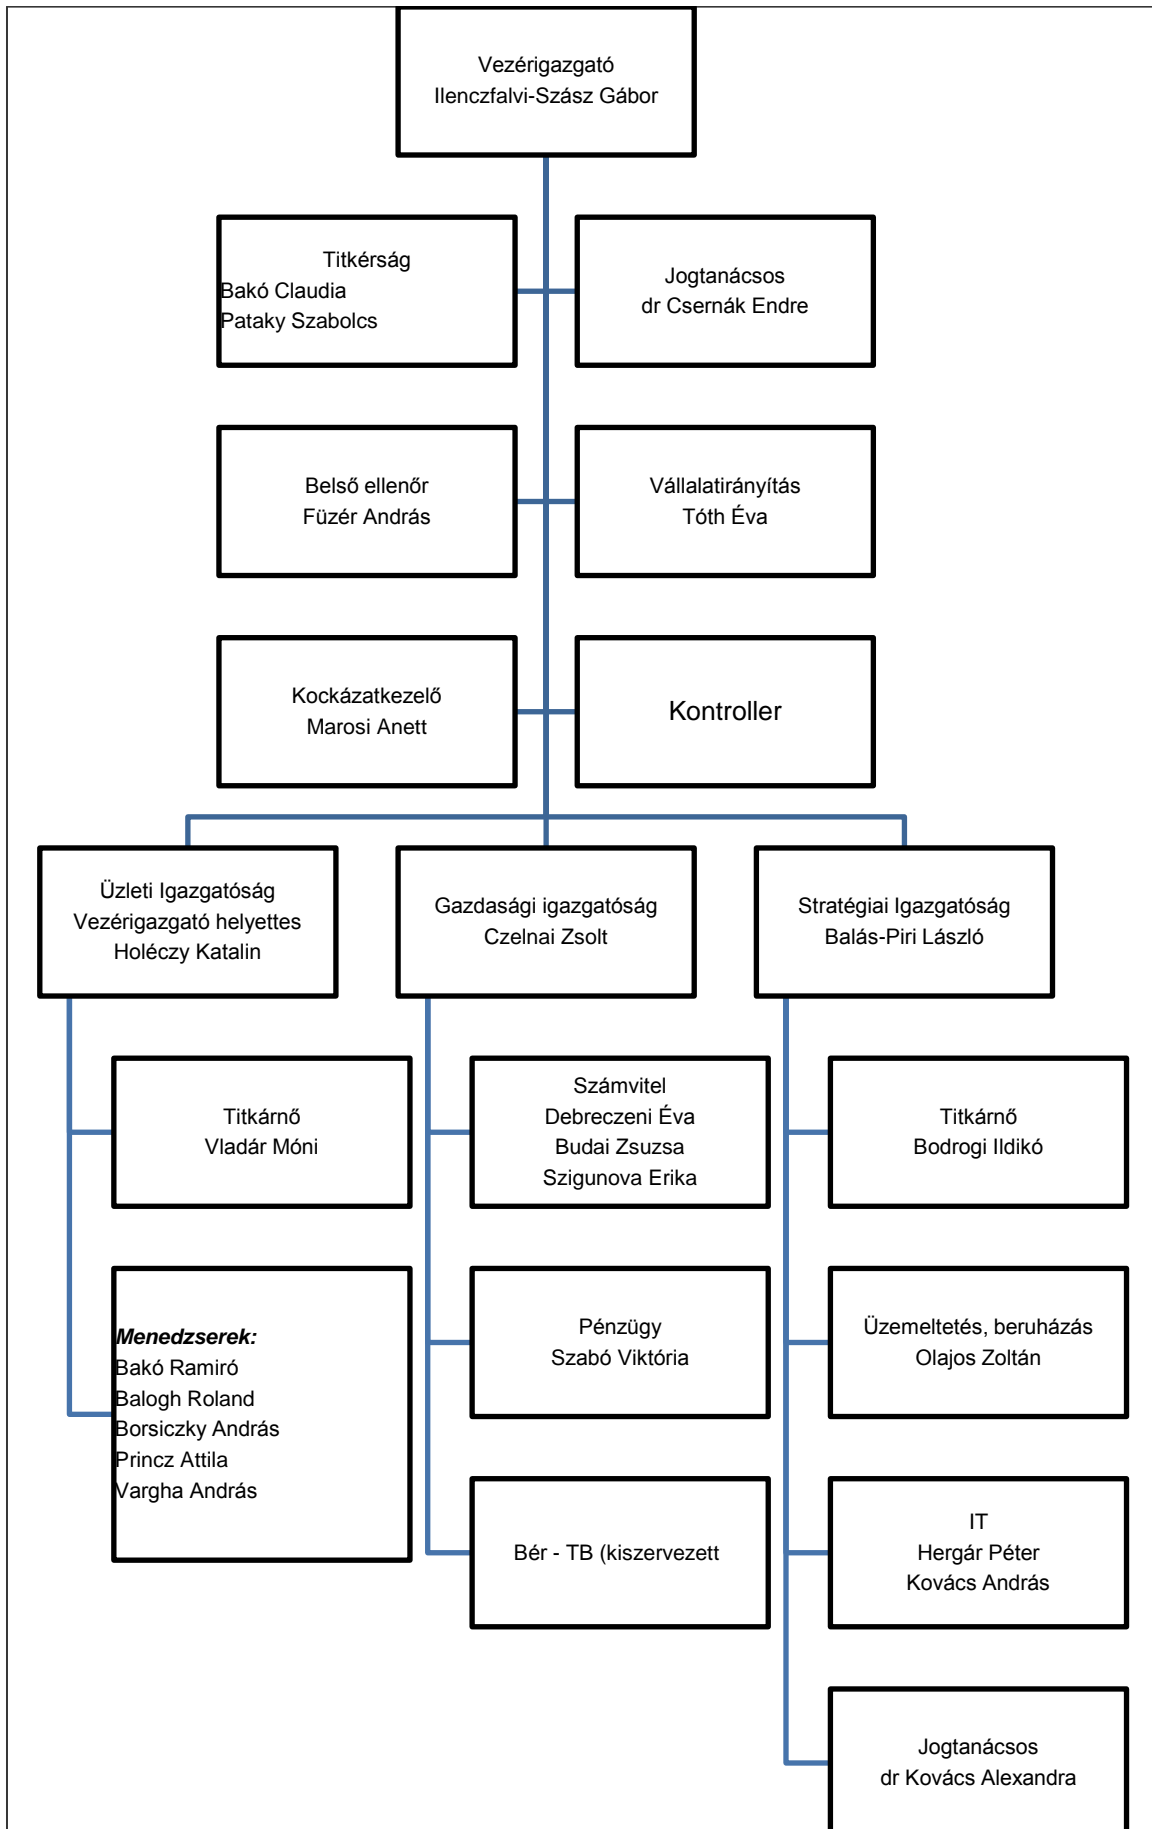 Vezérigazgató
Ilenczfalvi-Szász Gábor
Titkérság
Bakó Claudia
Pataky Szabolcs
Jogtanácsos
dr Csernák Endre
Belső ellenőr
Füzér András
Vállalatirányítás
Tóth Éva
Kockázatkezelő
Marosi Anett
Kontroller
Üzleti Igazgatóság
Vezérigazgató helyettes
Holéczy Katalin
Gazdasági igazgatóság
Czelnai Zsolt
Stratégiai Igazgatóság
Balás-Piri László
Titkárnő
Vladár Móni
Menedzserek:
Bakó Ramiró
Balogh Roland
Borsiczky András
Princz Attila
Vargha András
Számvitel
Debreczeni Éva
Budai Zsuzsa
Szigunova Erika
Pénzügy
Szabó Viktória
Bér - TB (kiszervezett
Titkárnő
Bodrogi Ildikó
Üzemeltetés, beruházás
Olajos Zoltán
IT
Hergár Péter
Kovács András
Jogtanácsos
dr Kovács Alexandra